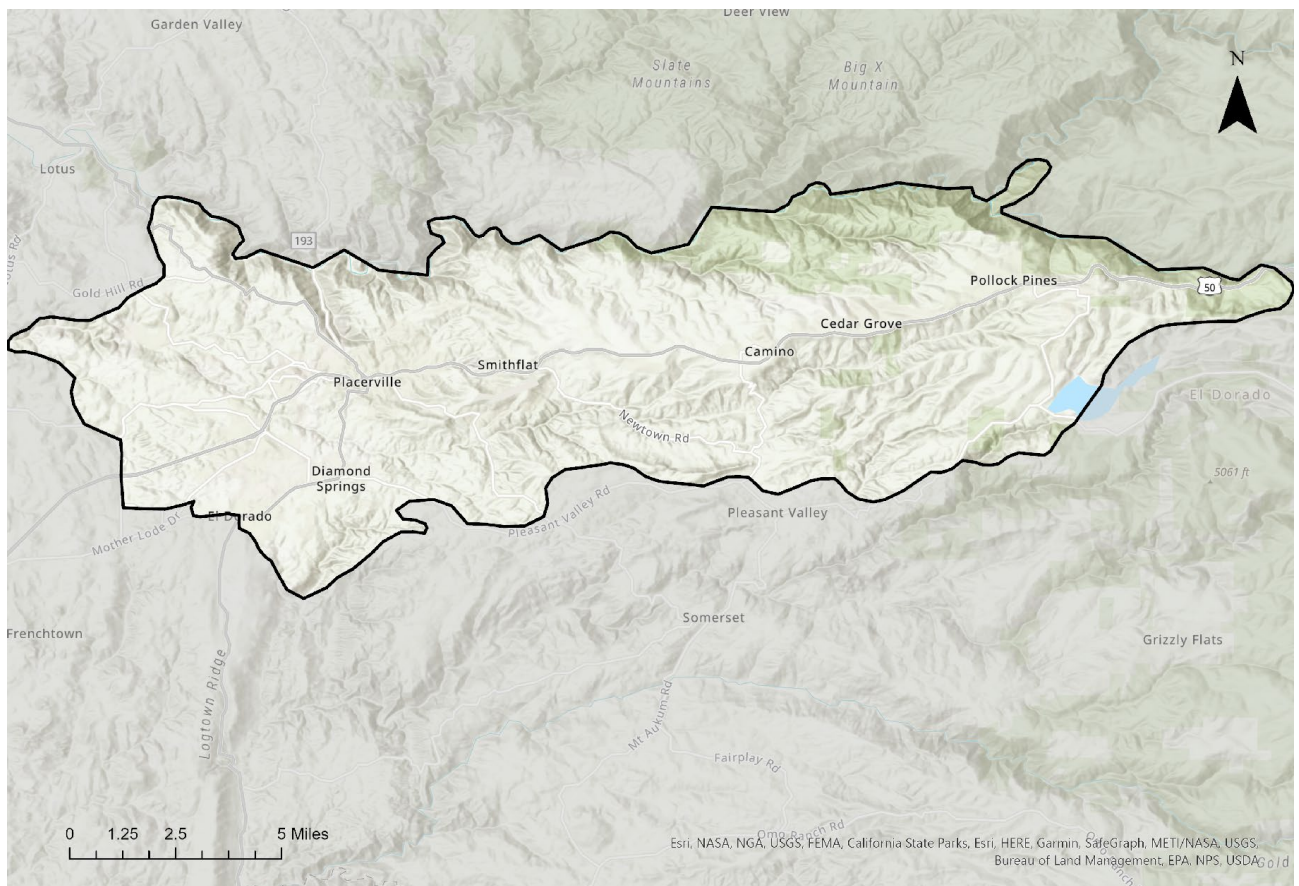 Deer View
Garden Valley
Slate
Mountains
Big X
Mountain
N
Lotus
193
Lotus Rd
Gold Hill Rd
Pollock Pines
50
Cedar Grove
Camino
Smithflat
Placerville
El Dorado
Newtown Rd
Diamond
Springs
5061 ft
Pleasant Valley Rd
Pleasant Valley
El Dorado
Mother Lode Dr
Somerset
Frenchtown
Grizzly Flats
Logtown Ridge
Mt Aukum Rd
Fairplay Rd
0 1.25 2.5 5 Miles
Omo Ranch Rd
Esri, NASA, NGA, USGS, FEMA, California State Parks, Esri, HERE, Garmin, SafeGraph, METI/NASA, USGS,
Bureau of Land Management, EPA, NPS, USDA
Gold